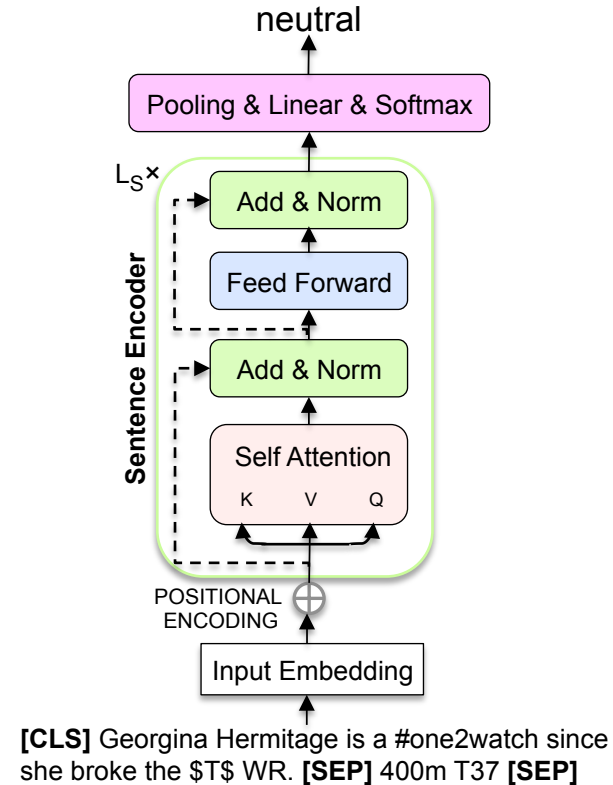 neutral
Pooling & Linear & Softmax
L_S×
Add & Norm
Feed Forward
Sentence Encoder
Add & Norm
Self Attention
K V Q
POSITIONAL
ENCODING
Input Embedding
[CLS] Georgina Hermitage is a #one2watch since
she broke the $T$ WR. [SEP] 400m T37 [SEP]